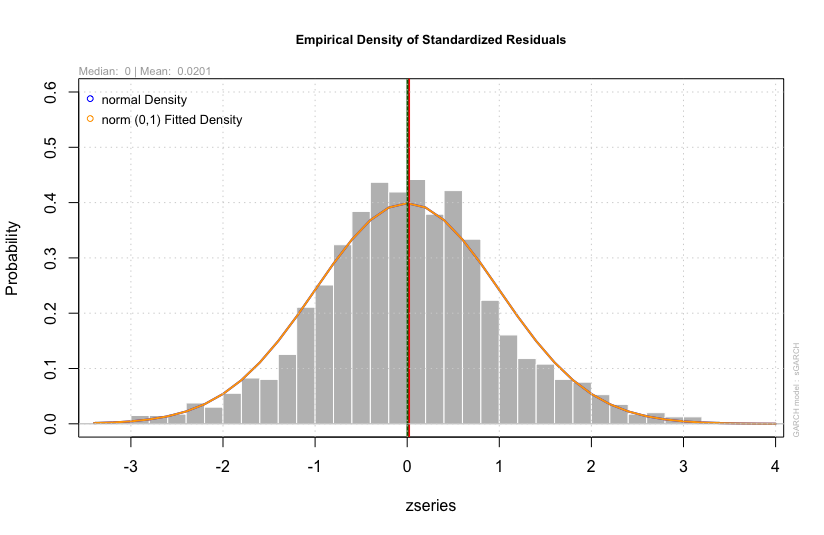 Empirical Density of Standardized Residuals
Median:  0 | Mean:  0.0201
normal Density
norm (0,1) Fitted Density
Probability
0.6
0.5
0.4
0.3
0.2
0.1
0.0
-3
-2
-1
0
1
2
3
4
zseries
GARCH model : sGARCH